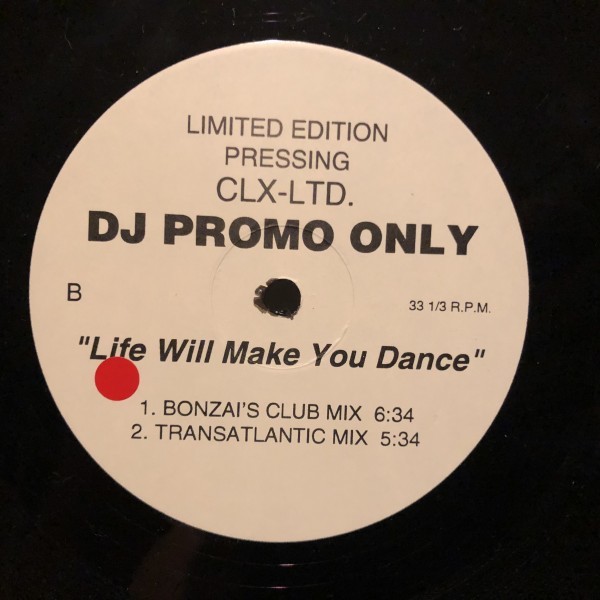 LIMITED EDITION
PRESSING
CLX-LTD.
DJ PROMO ONLY
B
33 1/3 R.P.M.
"Life Will Make You Dance"
1. BONZAI'S CLUB MIX 6:34
2. TRANSATLANTIC MIX 5:34